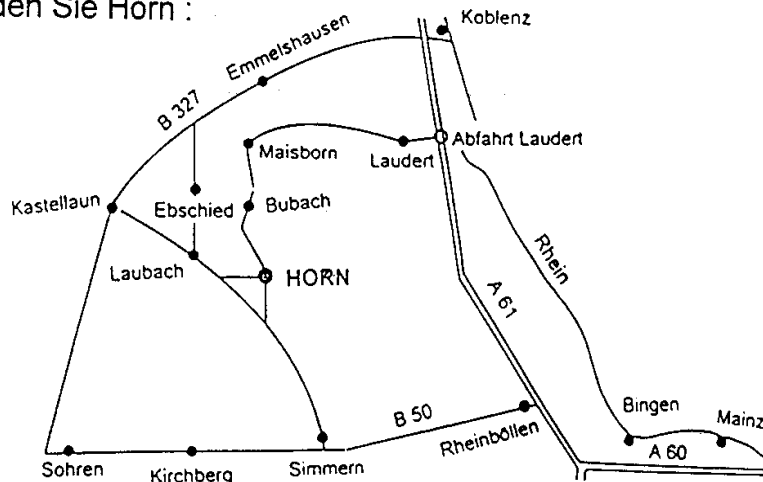 den Sie Horn :
Koblenz
Emmelshausen
B 327
Maisborn
Laudert
Abfahrt Laudert
Kastellaun
Ebschied
Bubach
Rhein
Laubach
HORN
A 61
B 50
Bingen
Mainz
Rheinböllen
A 60
Sohren
Kirchberg
Simmern